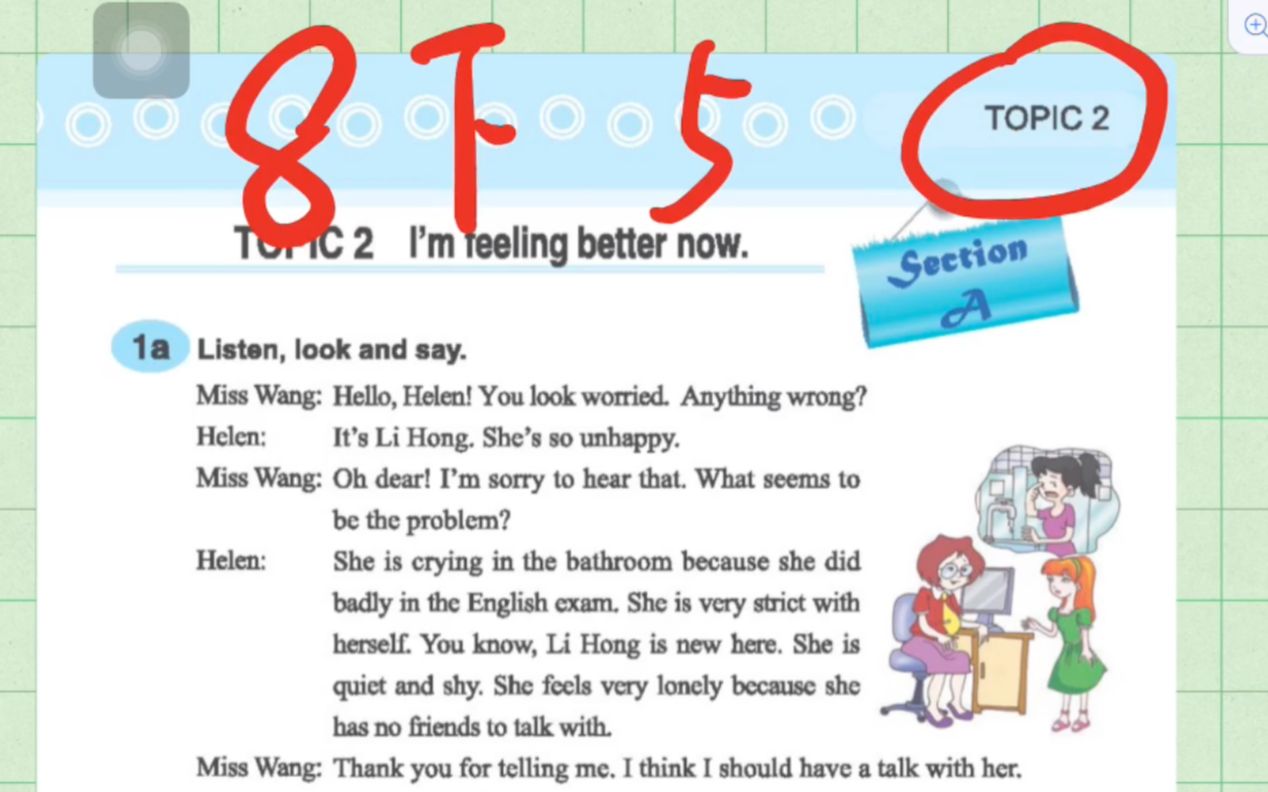 8下5
TOPIC 2
TOPIC 2 I'm feeling better now.
Section
A
1a Listen, look and say.
Miss Wang: Hello, Helen! You look worried. Anything wrong?
Helen: It's Li Hong. She's so unhappy.
Miss Wang: Oh dear! I'm sorry to hear that. What seems to
be the problem?
Helen: She is crying in the bathroom because she did
badly in the English exam. She is very strict with
herself. You know, Li Hong is new here. She is
quiet and shy. She feels very lonely because she
has no friends to talk with.
Miss Wang: Thank you for telling me. I think I should have a talk with her.